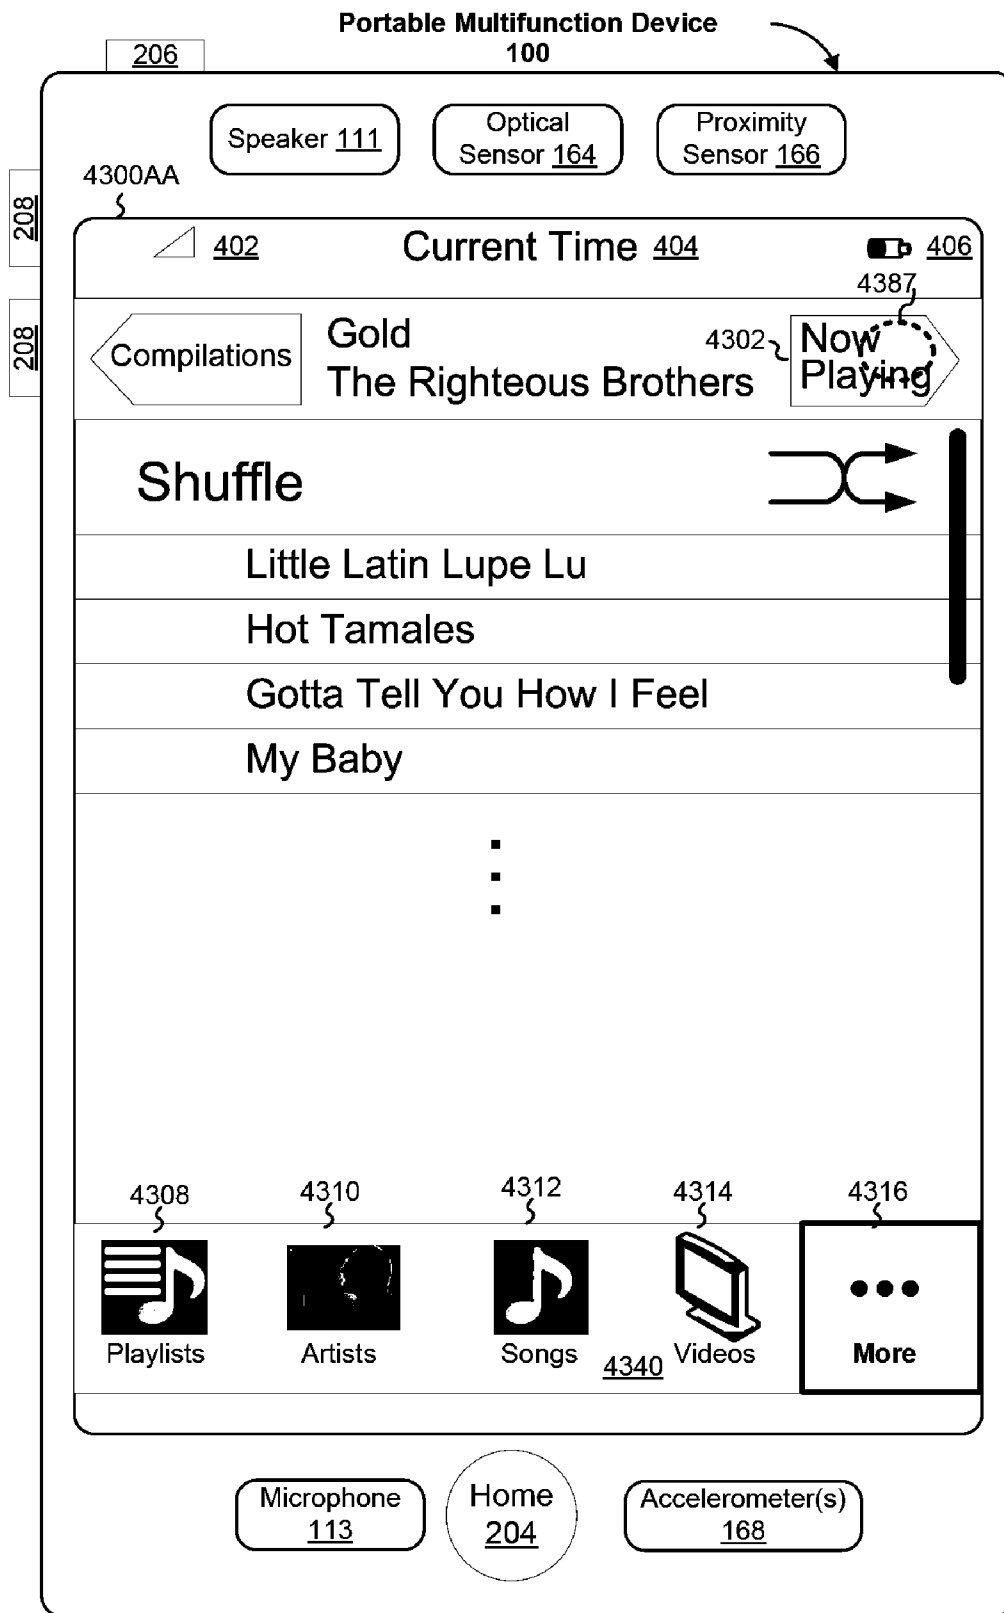 Portable Multifunction Device
100
206
Speaker 111
Optical
Sensor 164
Proximity
Sensor 166
4300AA
208
208
402
Current Time 404
406
4387
Compilations
Gold
The Righteous Brothers
4302
Now
Playing
Shuffle
Little Latin Lupe Lu
Hot Tamales
Gotta Tell You How I Feel
My Baby
4308
4310
4312
4314
4316
Playlists
Artists
Songs
4340
Videos
More
Microphone
113
Home
204
Accelerometer(s)
168